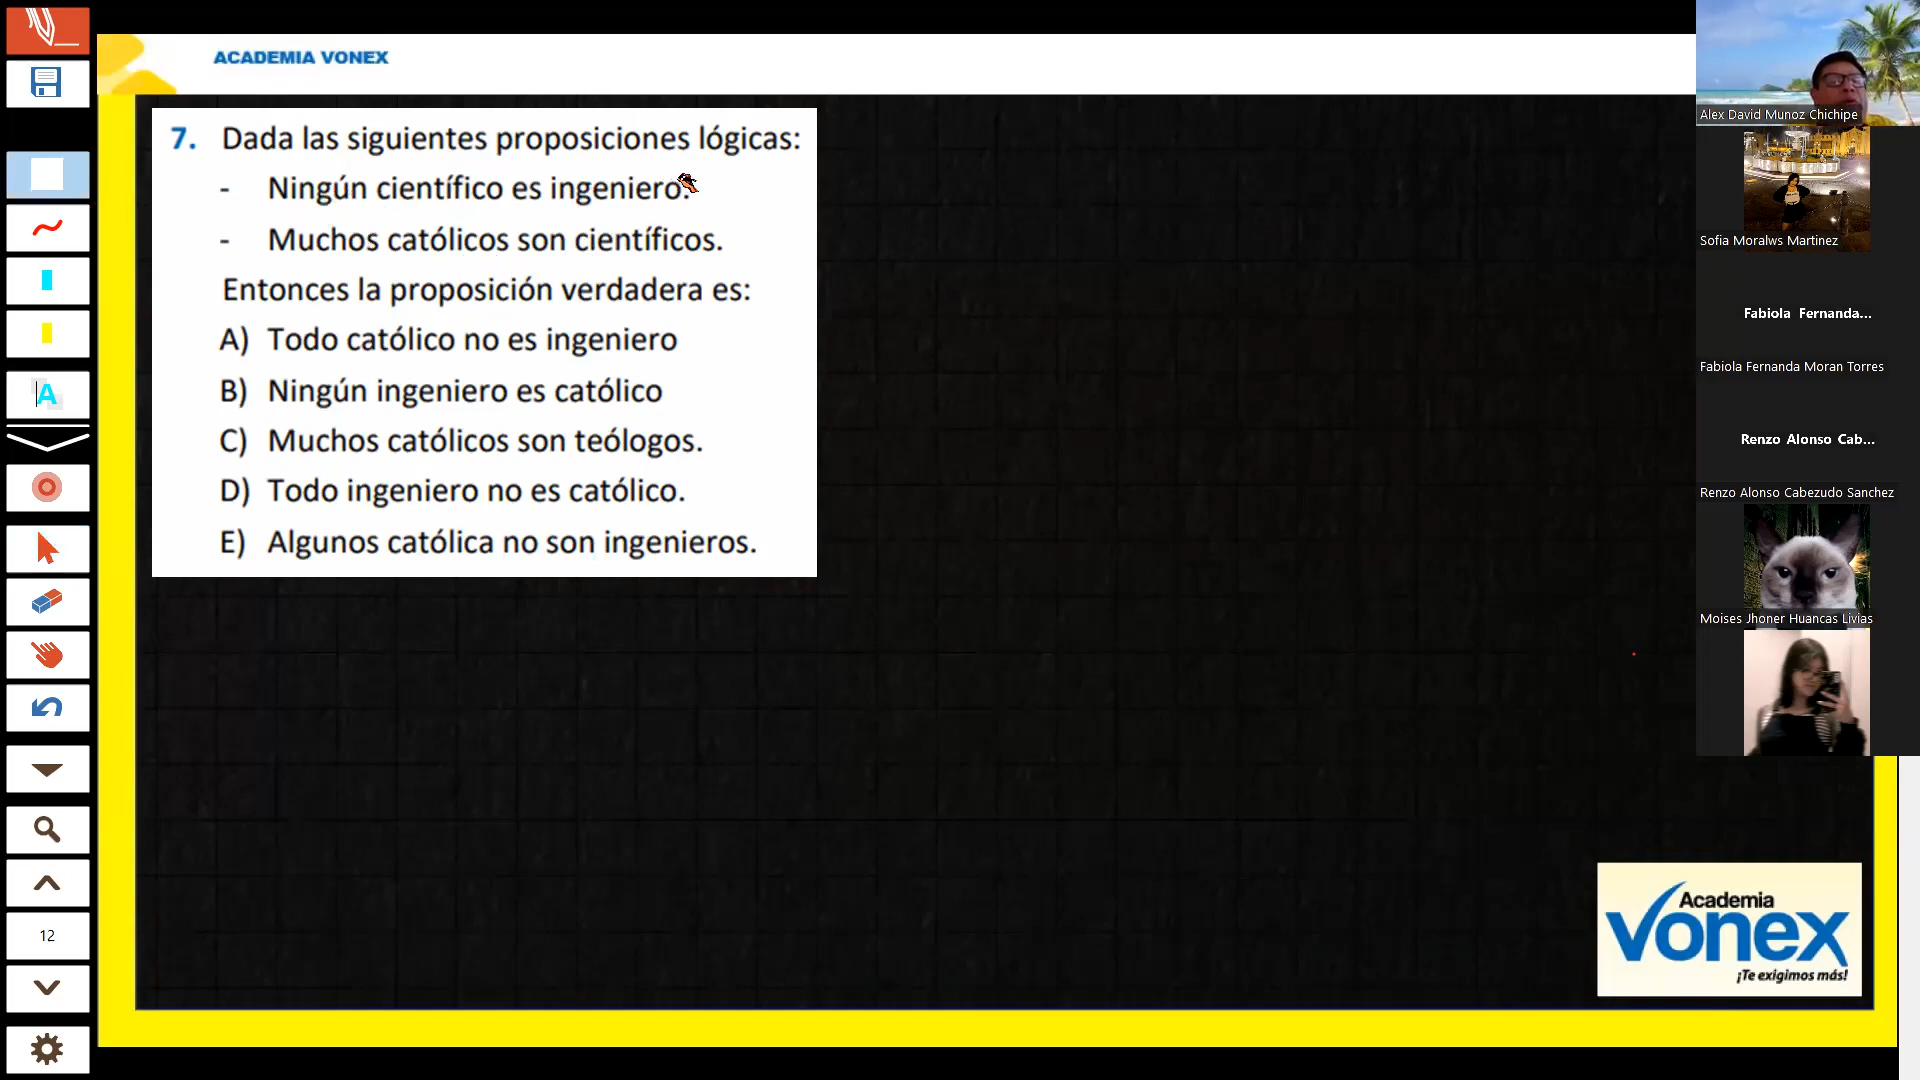 ACADEMIA VONEX
7. Dada las siguientes proposiciones lógicas:
- Ningún científico es ingeniero.
- Muchos católicos son científicos.
Entonces la proposición verdadera es:
A) Todo católico no es ingeniero
B) Ningún ingeniero es católico
C) Muchos católicos son teólogos.
D) Todo ingeniero no es católico.
E) Algunos católica no son ingenieros.
A
12
Alex David Munoz Chichipe
Sofia Moralws Martinez
Fabiola Fernanda...
Fabiola Fernanda Moran Torres
Renzo Alonso Cab...
Renzo Alonso Cabezudo Sanchez
Moises Jhoner Huancas Livias
Academia
Vonex
¡Te exigimos más!